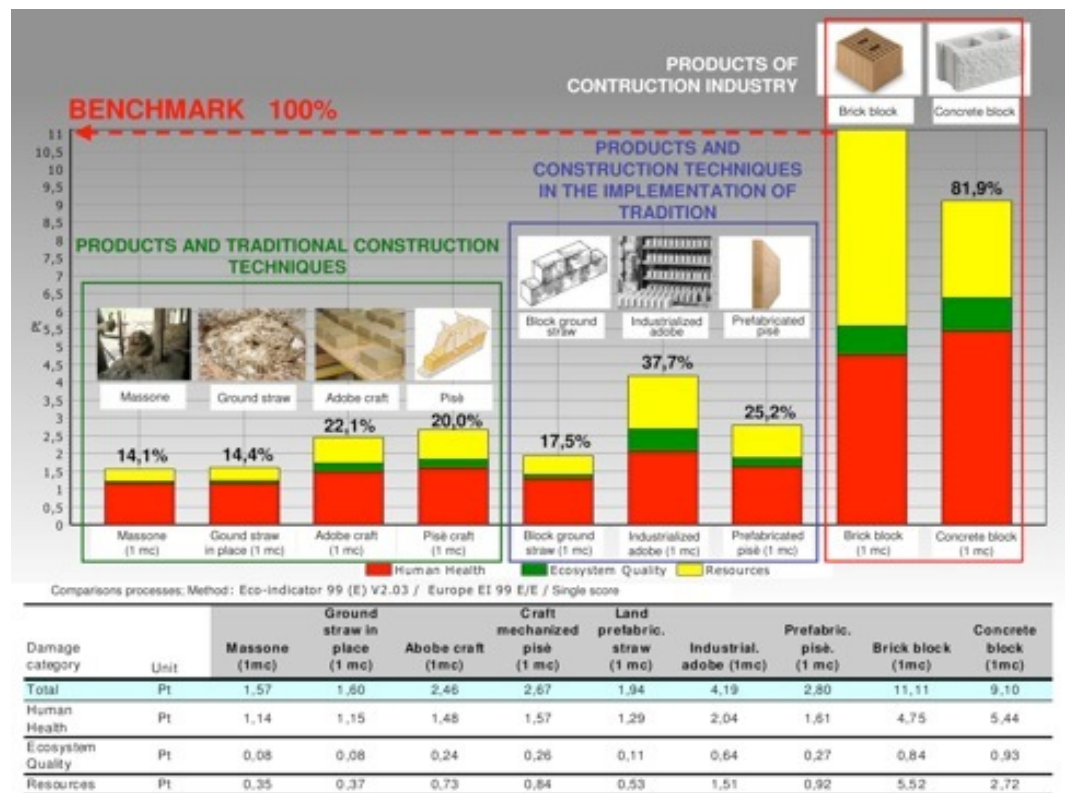 PRODUCTS OF
CONTRUCTION INDUSTRY
Brick block
Concrete block
BENCHMARK 100%
11
10,5
10
9,5
9
8,5
8
7,5
7
6,5
6
5,5
5
4,5
4
3,5
3
2,5
2
1,5
1
0,5
0
Pt
PRODUCTS AND
CONSTRUCTION TECHNIQUES
IN THE IMPLEMENTATION OF
TRADITION
81,9%
PRODUCTS AND TRADITIONAL CONSTRUCTION
TECHNIQUES
Block ground
straw
Industrialized
adobe
Prefabricated
pisè
Massone
Ground straw
Adobe craft
Pisè
14,1%
14,4%
22,1%
20,0%
17,5%
37,7%
25,2%
Massone
(1 mc)
Gound straw
in place (1 mc)
Adobe craft
(1 mc)
Pisè craft
(1 mc)
Block ground
straw (1 mc)
Industrialized
adobe (1 mc)
Prefabricated
pisè (1 mc)
Brick block
(1 mc)
Concrete block
(1 mc)
Human Health
Ecosystem Quality
Resources
Comparisons processes; Method: Eco-indicator 99 (E) V2.03 / Europe EI 99 E/E / Single score
Damage
category
Unit
Massone
(1mc)
Ground
straw in
place
(1 mc)
Abobe craft
(1mc)
Craft
mechanized
pisè
(1 mc)
Land
prefabric.
straw
(1 mc)
Industrial.
adobe (1mc)
Prefabric.
pisè.
(1 mc)
Brick block
(1mc)
Concrete
block
(1mc)
Total Pt 1,57 1,60 2,46 2,67 1,94 4,19 2,80 11,11 9,10
Human
Health Pt 1,14 1,15 1,48 1,57 1,29 2,04 1,61 4,75 5,44
Ecosystem
Quality Pt 0,08 0,08 0,24 0,26 0,11 0,64 0,27 0,84 0,93
Resources Pt 0,35 0,37 0,73 0,84 0,53 1,51 0,92 5,52 2,72